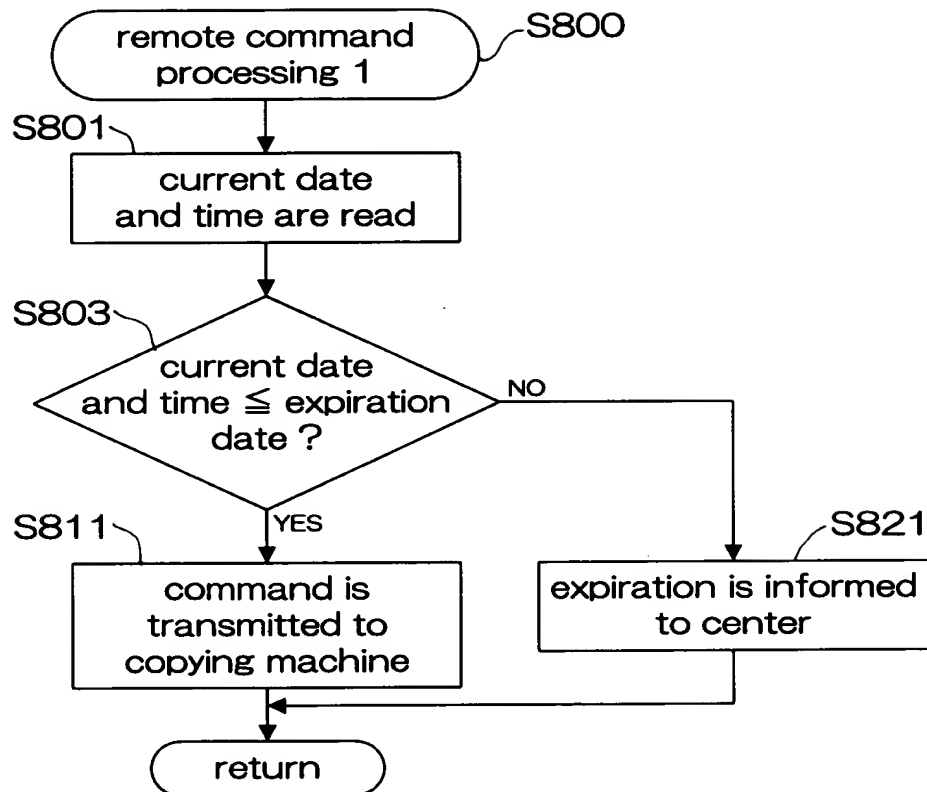 remote command
processing 1
S800
S801
current date
and time are read
S803
current date
and time ≦ expiration
date ?
NO
YES
S811
command is
transmitted to
copying machine
S821
expiration is informed
to center
return